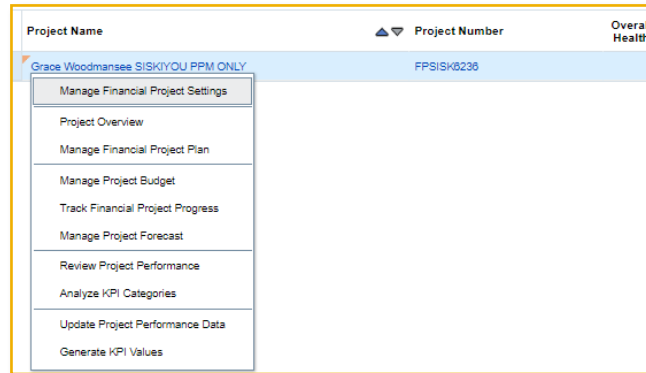 Project Name
Project Number
Overal
Health
Grace Woodmansee SISKIYOU PPM ONLY
FPSISK6236
Manage Financial Project Settings
Project Overview
Manage Financial Project Plan
Manage Project Budget
Track Financial Project Progress
Manage Project Forecast
Review Project Performance
Analyze KPI Categories
Update Project Performance Data
Generate KPI Values